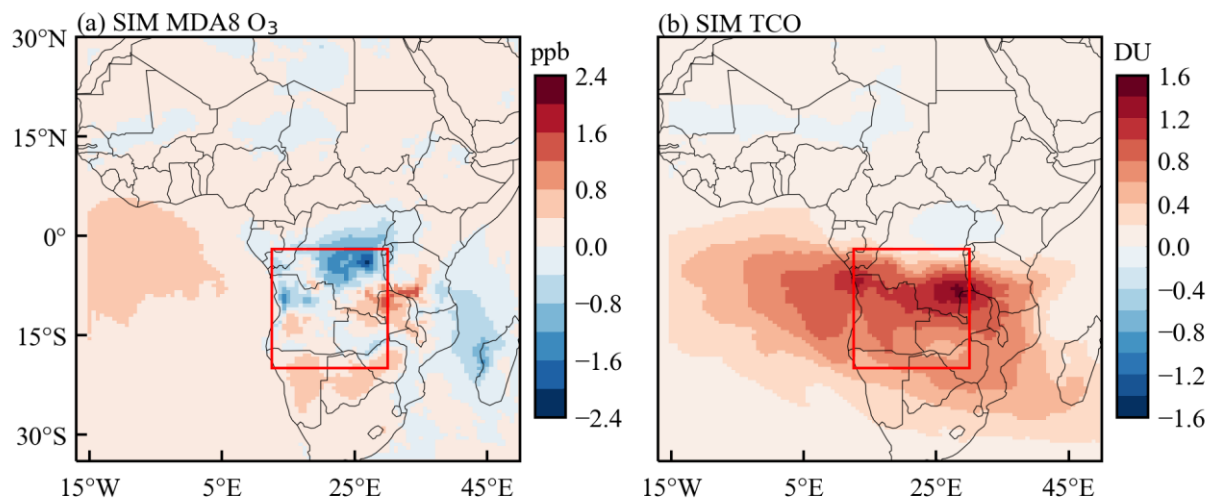 (a) SIM MDA8 O₃
30°N
15°N
0°
15°S
30°S
15°W
5°E
25°E
45°E
ppb
2.4
1.6
0.8
0.0
−0.8
−1.6
−2.4
(b) SIM TCO
15°W
5°E
25°E
45°E
DU
1.6
1.2
0.8
0.4
0.0
−0.4
−0.8
−1.2
−1.6